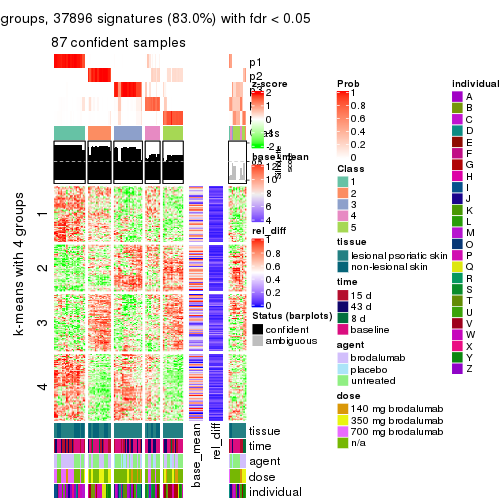 groups, 37896 signatures (83.0%) with fdr < 0.05
87 confident samples
p1
p2
z-score
2
1
0
-1
-2
base_mean
12
10
8
6
4
rel_diff
1
0.8
0.6
0.4
0.2
0
Status (barplots)
confident
ambiguous
k-means with 4 groups
1
2
3
4
base_mean
rel_diff
tissue
time
agent
dose
individual
Prob
1
0.8
0.6
0.4
0.2
0
Class
1
2
3
4
5
tissue
lesional psoriatic skin
non-lesional skin
time
15 d
43 d
8 d
baseline
agent
brodalumab
placebo
untreated
dose
140 mg brodalumab
350 mg brodalumab
700 mg brodalumab
n/a
individual
A
B
C
D
E
F
G
H
I
J
K
L
M
O
P
Q
R
S
T
U
V
W
X
Y
Z